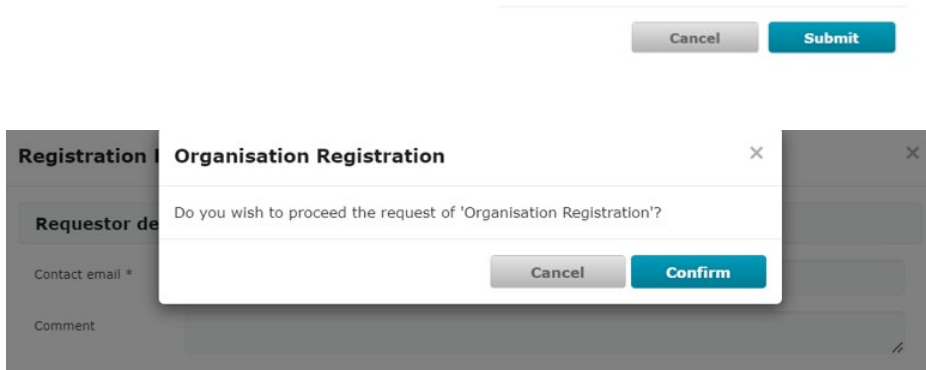 Cancel Submit
Registration
Organisation Registration
×
×
Requestor de
Do you wish to proceed the request of 'Organisation Registration'?
Contact email *
Cancel Confirm
Comment